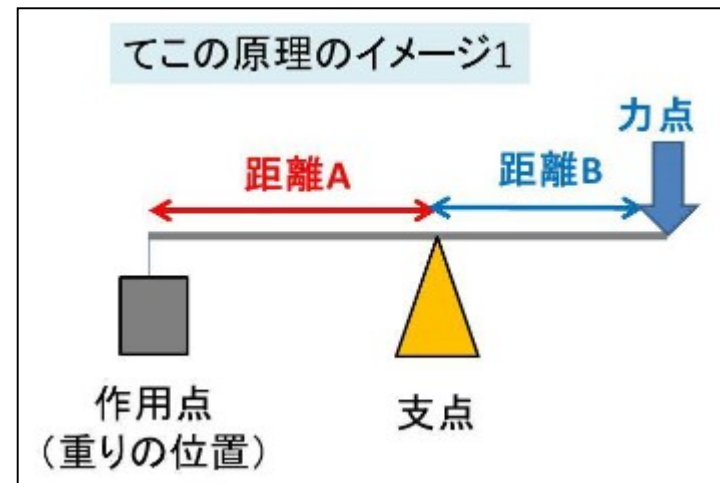 てこの原理のイメージ1
力点
距離A
距離B
作用点
（重りの位置）
支点